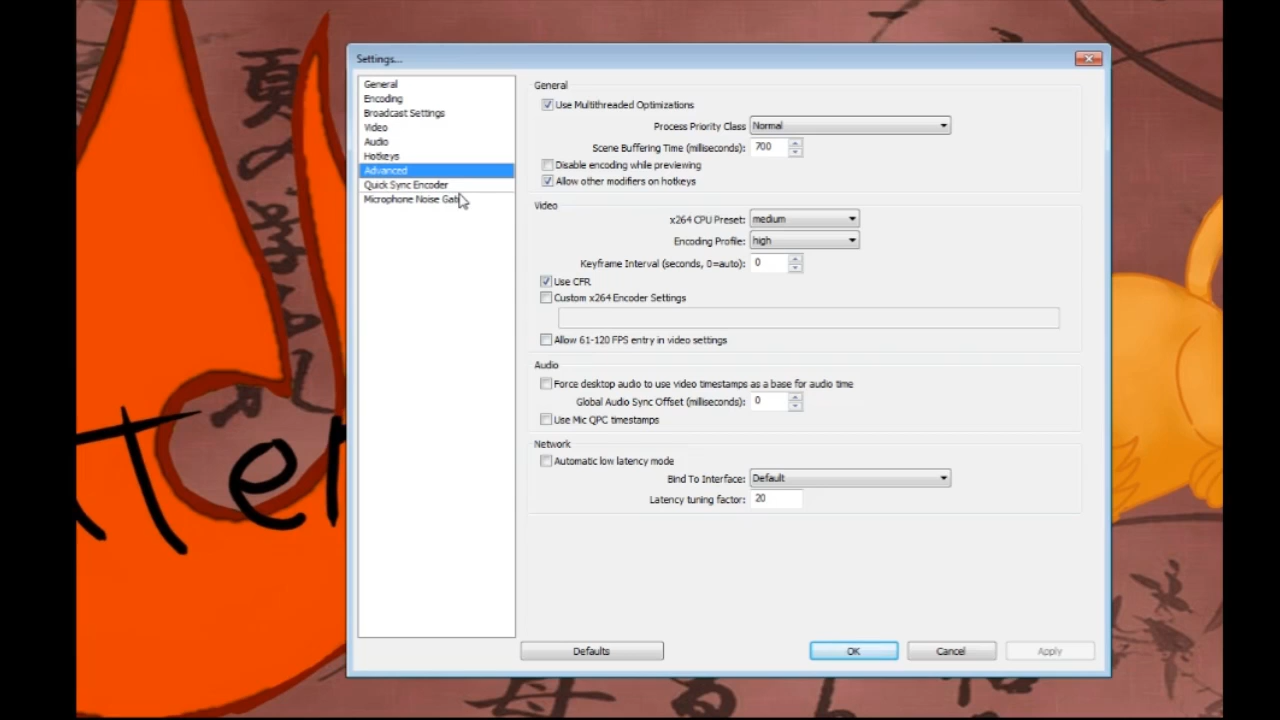 Settings...
General
Encoding
Broadcast Settings
Video
Audio
Hotkeys
Advanced
Quick Sync Encoder
Microphone Noise Gat
General
Use Multithreaded Optimizations
Process Priority Class Normal
Scene Buffering Time (milliseconds): 700
Disable encoding while previewing
Allow other modifiers on hotkeys
Video
x264 CPU Preset: medium
Encoding Profile: high
Keyframe Interval (seconds, 0=auto): 0
Use CFR
Custom x264 Encoder Settings
Allow 61-120 FPS entry in video settings
Audio
Force desktop audio to use video timestamps as a base for audio time
Global Audio Sync Offset (milliseconds): 0
Use Mic QPC timestamps
Network
Automatic low latency mode
Bind To Interface: Default
Latency tuning factor: 20
Defaults
OK
Cancel
Apply